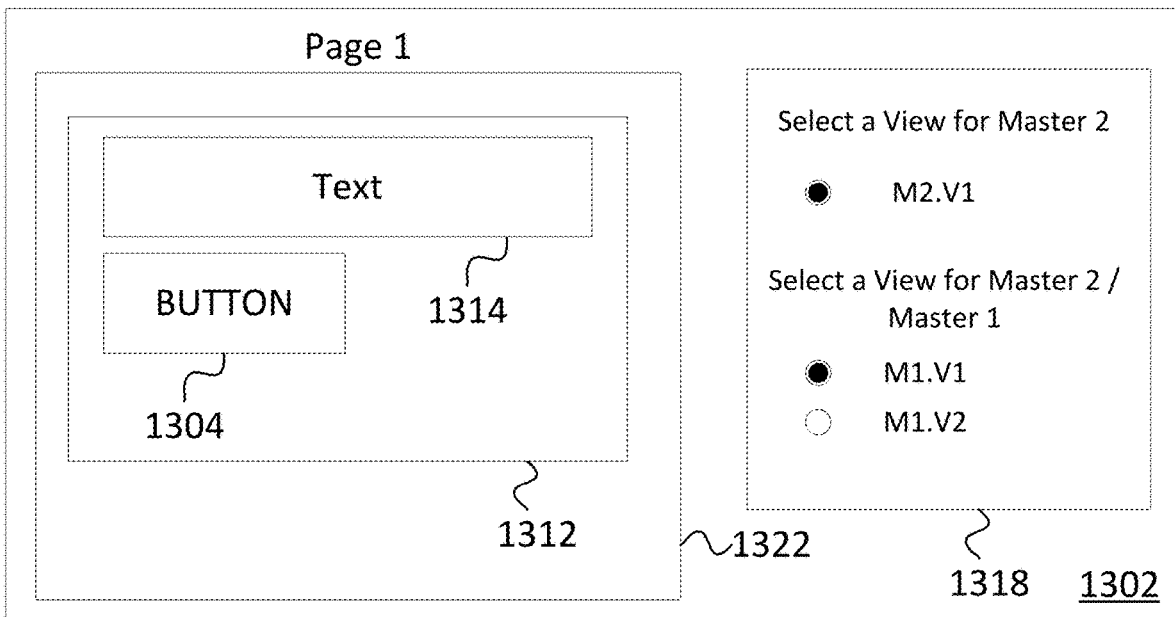 Page 1
Text
1314
BUTTON
1304
1312
1322
Select a View for Master 2
M2.V1
Select a View for Master 2 /
Master 1
M1.V1
M1.V2
1318
1302